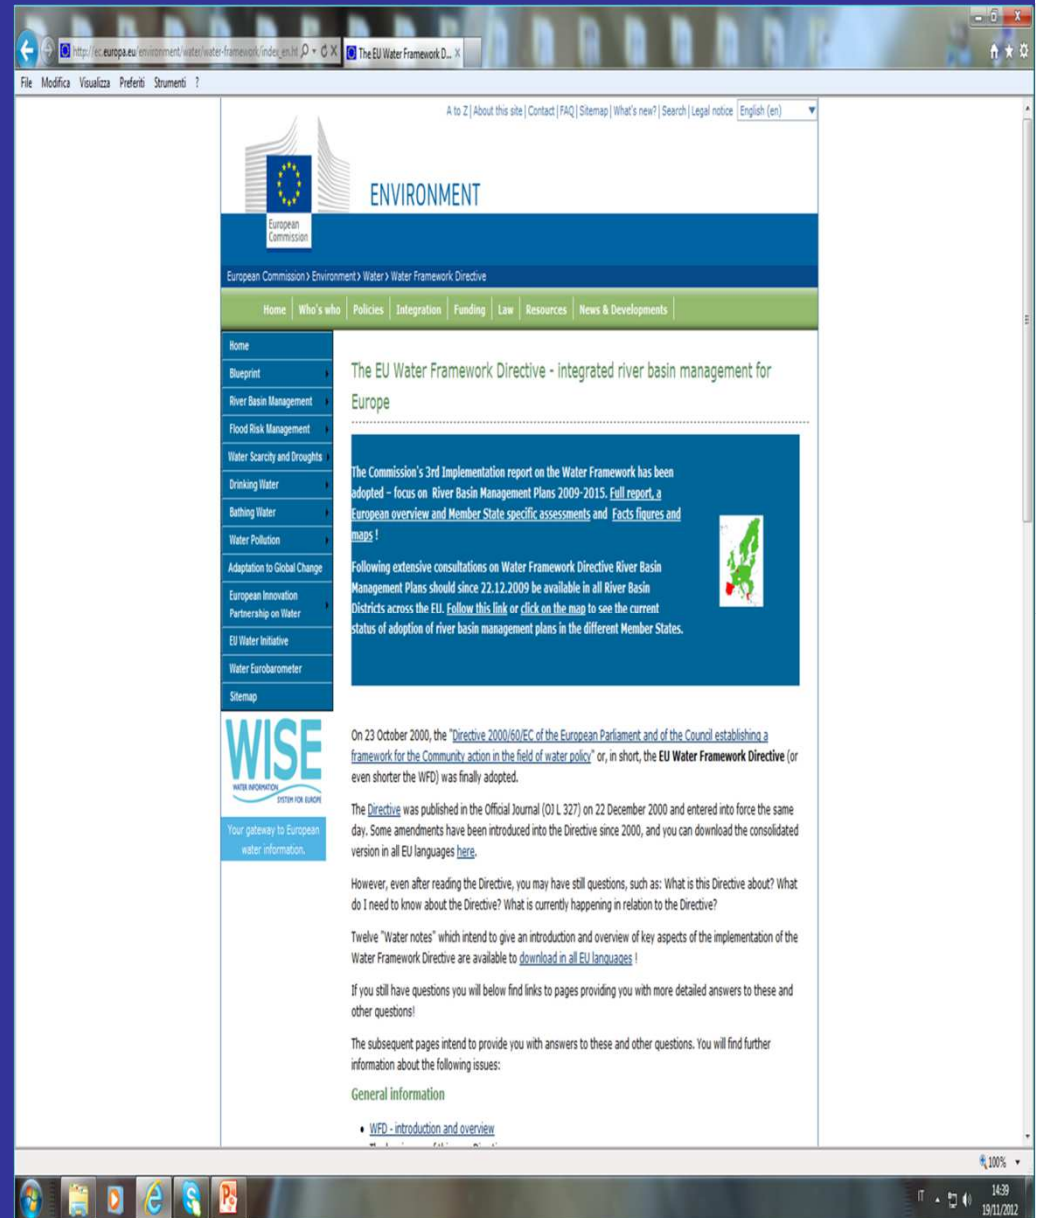 http://ec.europa.eu/environment/water/water-framework/index_en.ht
The EU Water Framework D...
File Modifica Visualizza Preferiti Strumenti ?
A to Z | About this site | Contact | FAQ | Sitemap | What's new? | Search | Legal notice English (en)
European
Commission
ENVIRONMENT
European Commission > Environment > Water > Water Framework Directive
Home Who's who Policies Integration Funding Law Resources News & Developments
Home
Blueprint
River Basin Management
Flood Risk Management
Water Scarcity and Droughts
Drinking Water
Bathing Water
Water Pollution
Adaptation to Global Change
European Innovation
Partnership on Water
EU Water Initiative
Water Eurobarometer
Sitemap
WISE
WATER INFORMATION
SYSTEM FOR EUROPE
Your gateway to European
water information.
The EU Water Framework Directive - integrated river basin management for
Europe
The Commission's 3rd Implementation report on the Water Framework has been
adopted – focus on River Basin Management Plans 2009-2015. Full report, a
European overview and Member State specific assessments and Facts figures and
maps !
Following extensive consultations on Water Framework Directive River Basin
Management Plans should since 22.12.2009 be available in all River Basin
Districts across the EU. Follow this link or click on the map to see the current
status of adoption of river basin management plans in the different Member States.
On 23 October 2000, the "Directive 2000/60/EC of the European Parliament and of the Council establishing a
framework for the Community action in the field of water policy" or, in short, the EU Water Framework Directive (or
even shorter the WFD) was finally adopted.
The Directive was published in the Official Journal (OJ L 327) on 22 December 2000 and entered into force the same
day. Some amendments have been introduced into the Directive since 2000, and you can download the consolidated
version in all EU languages here.
However, even after reading the Directive, you may have still questions, such as: What is this Directive about? What
do I need to know about the Directive? What is currently happening in relation to the Directive?
Twelve "Water notes" which intend to give an introduction and overview of key aspects of the implementation of the
Water Framework Directive are available to download in all EU languages !
If you still have questions you will below find links to pages providing you with more detailed answers to these and
other questions!
The subsequent pages intend to provide you with answers to these and other questions. You will find further
information about the following issues:
General information
• WFD - introduction and overview
100%
IT
14:39
19/11/2012